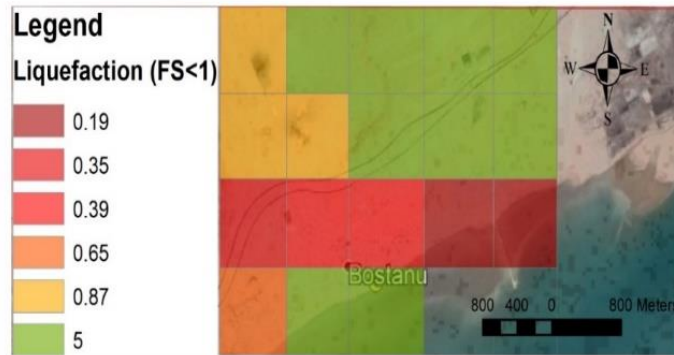 Legend
Liquefaction (FS<1)
0.19
0.35
0.39
0.65
0.87
5
N
W E
S
Bostanu
800 400 0 800 Meten